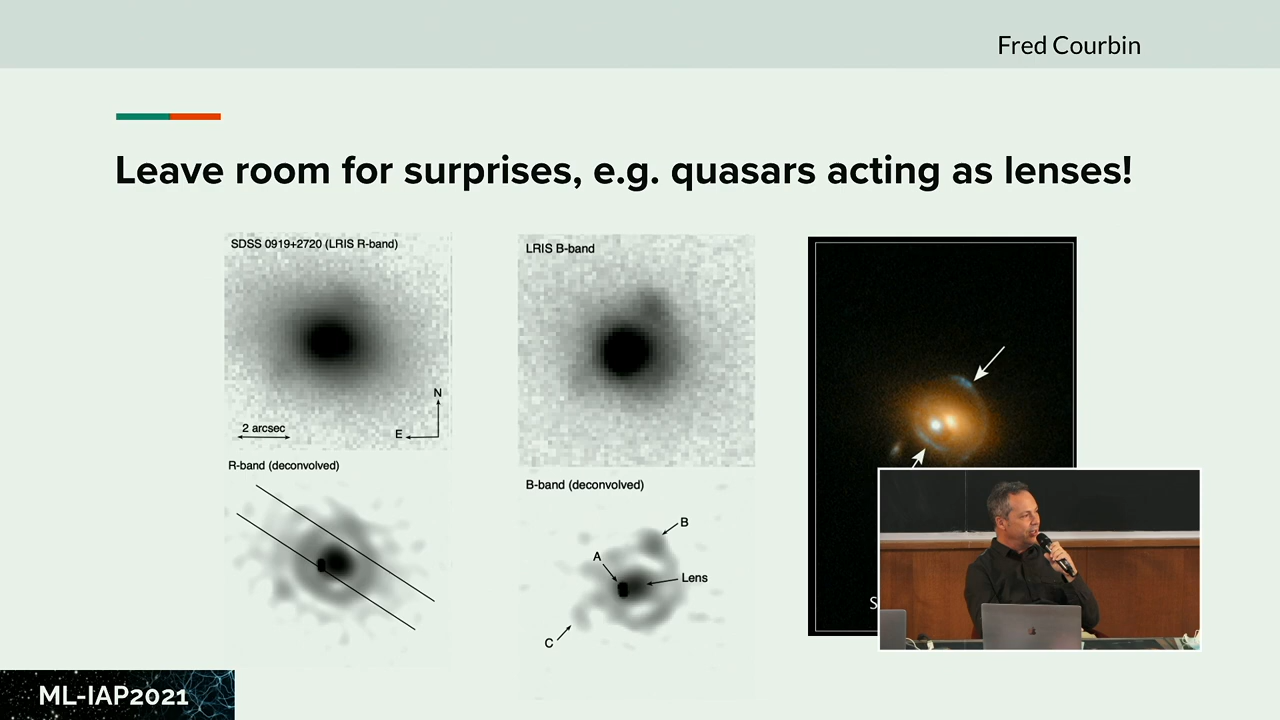 Fred Courbin
Leave room for surprises, e.g. quasars acting as lenses!
SDSS 0919+2720 (LRIS R-band)
N
2 arcsec
E
LRIS B-band
R-band (deconvolved)
B-band (deconvolved)
B
A
Lens
C
S
ML-IAP2021